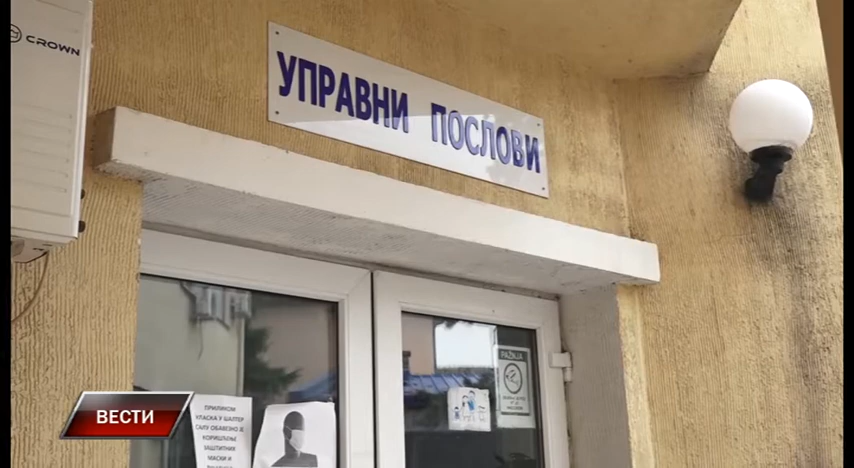 CROWN
УПРАВНИ ПОСЛОВИ
ПРИЛИКОМ
УЛАСКА У ШАЛТЕР
САЛУ ОБАВЕЗНО ЈЕ
КОРИШЋЕЊЕ
ЗАШТИТНИХ
МАСКИ И
PAŽNJA
ВЕСТИ